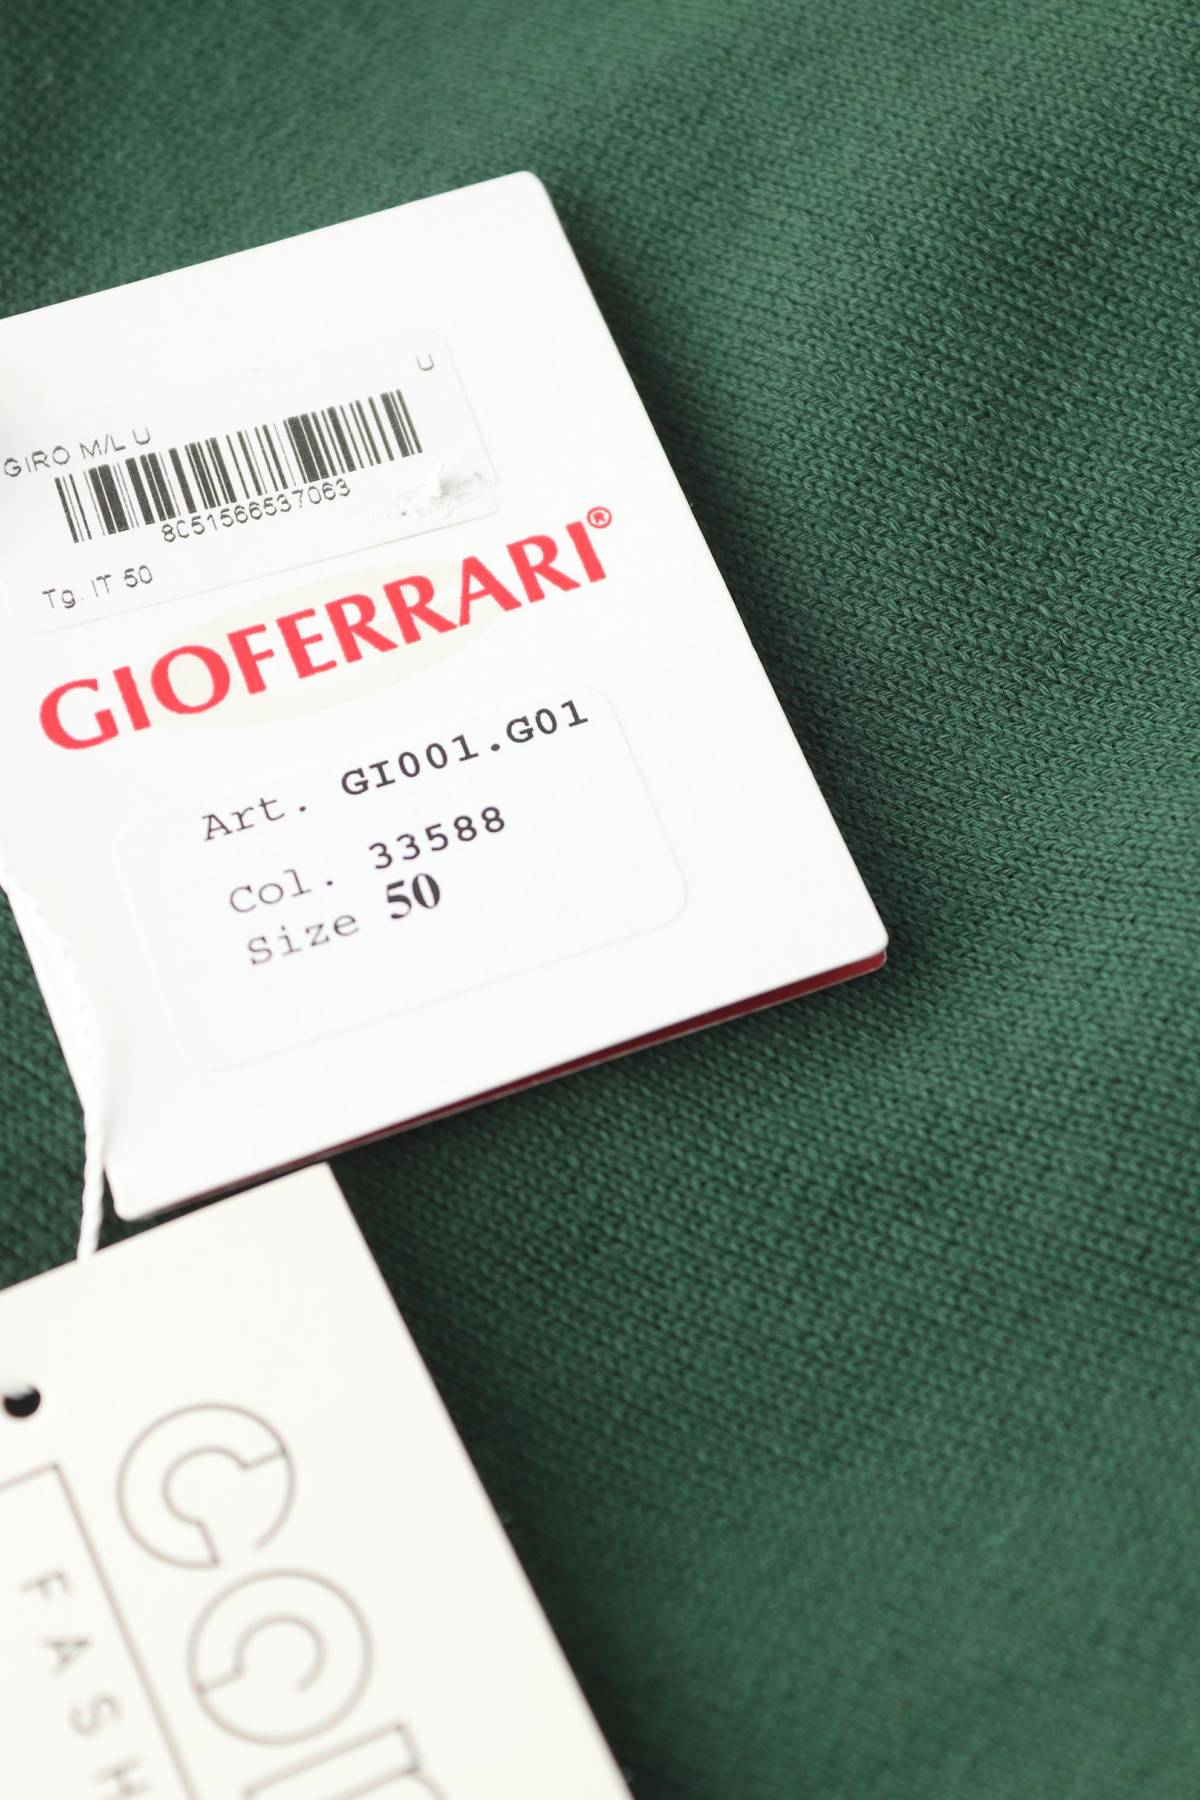 U
GIRO M/L U
8051566537063
Tg. IT 50
GIOFERRARI®
Art. GI001.G01
Col. 33588
Size 50
FASH